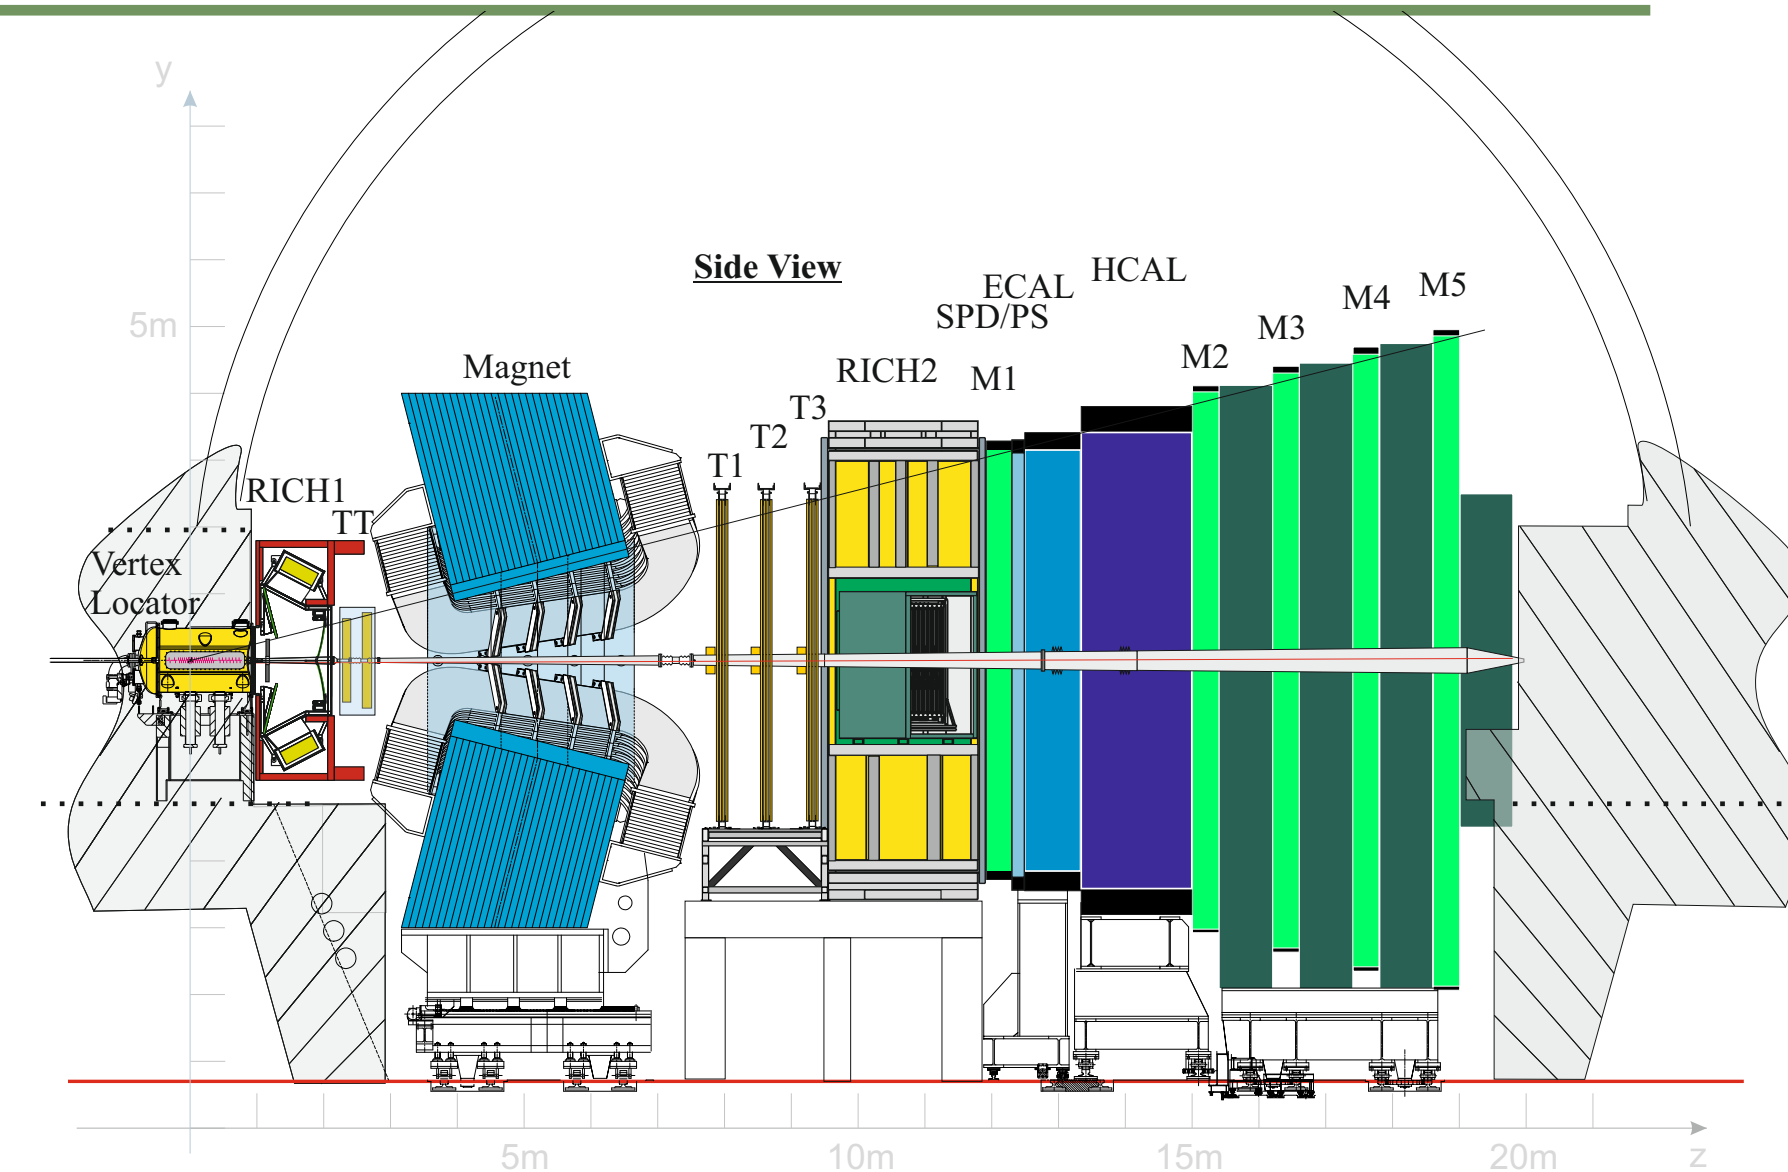 y
Side View
HCAL
ECAL
M5
M4
SPD/PS
5m
M3
M2
Magnet
RICH2
M1
T3
T2
T1
RICH1
TT
Vertex
Locator
5m
10m
15m
20m
z